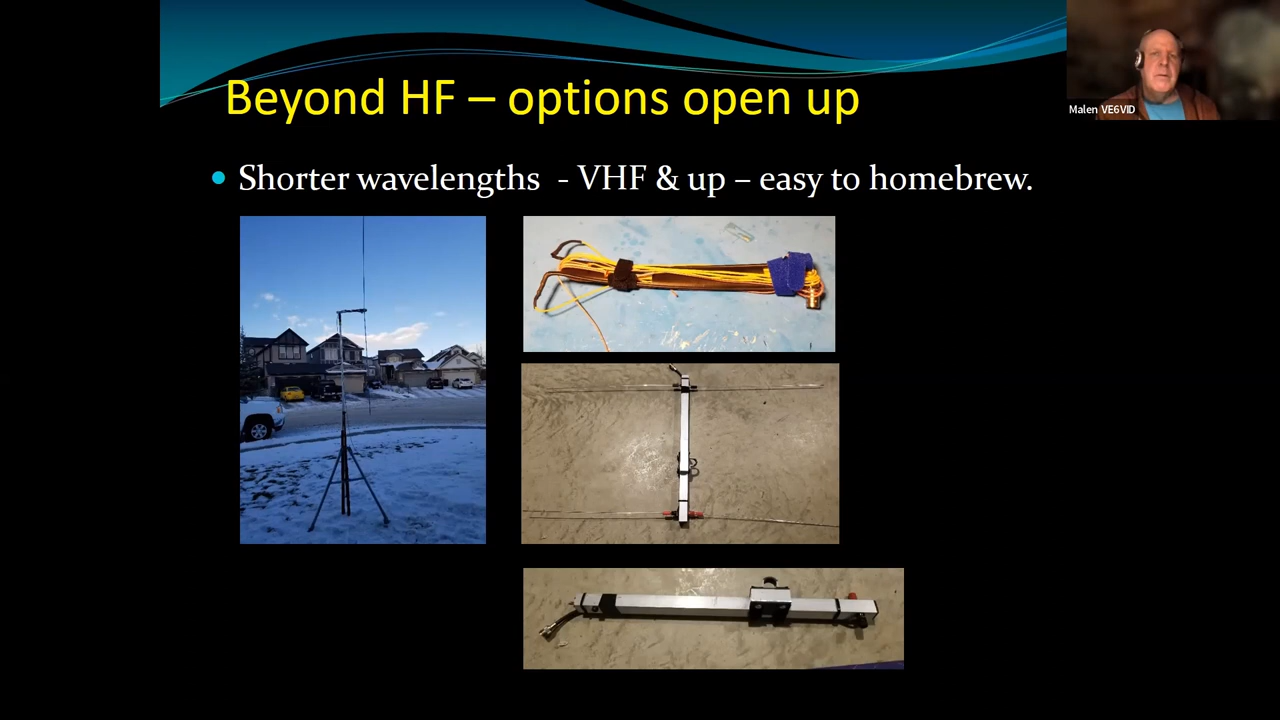 Beyond HF – options open up
Malen VE6VID
Shorter wavelengths - VHF & up – easy to homebrew.